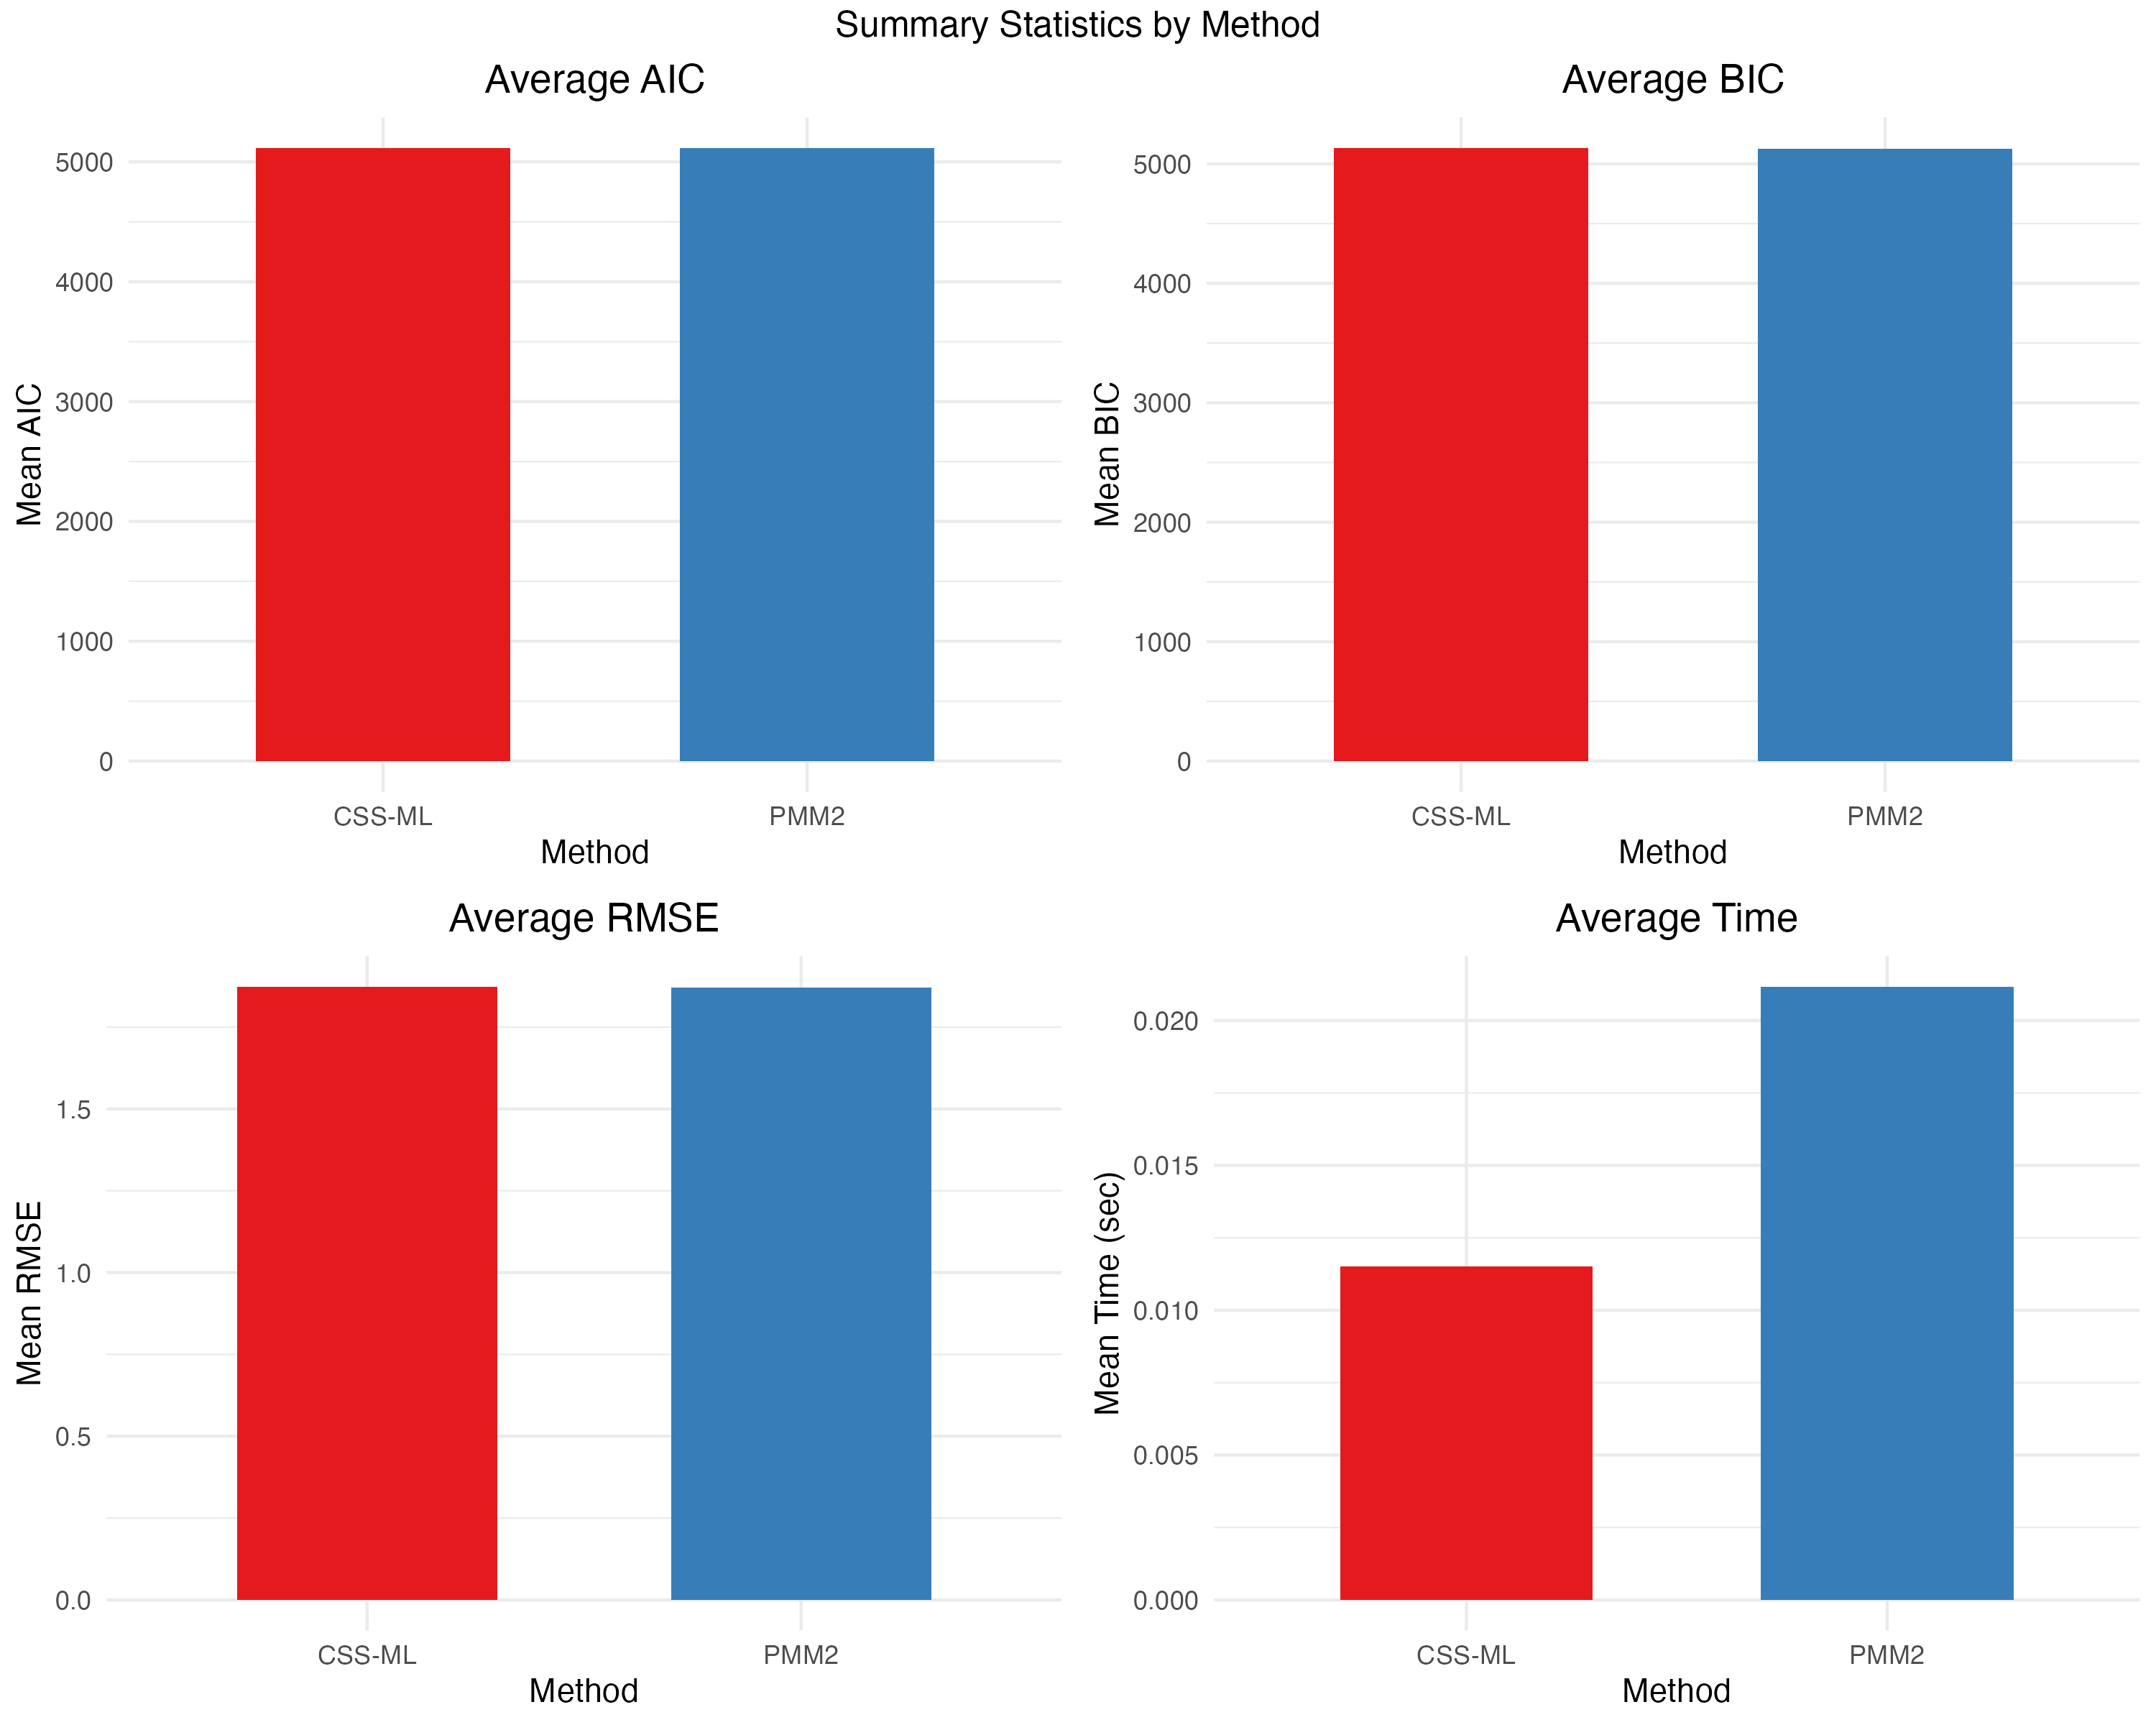 Summary Statistics by Method
Average AIC
Mean AIC
5000
4000
3000
2000
1000
0
CSS-ML
PMM2
Method
Average BIC
Mean BIC
5000
4000
3000
2000
1000
0
CSS-ML
PMM2
Method
Average RMSE
Mean RMSE
1.5
1.0
0.5
0.0
CSS-ML
PMM2
Method
Average Time
Mean Time (sec)
0.020
0.015
0.010
0.005
0.000
CSS-ML
PMM2
Method